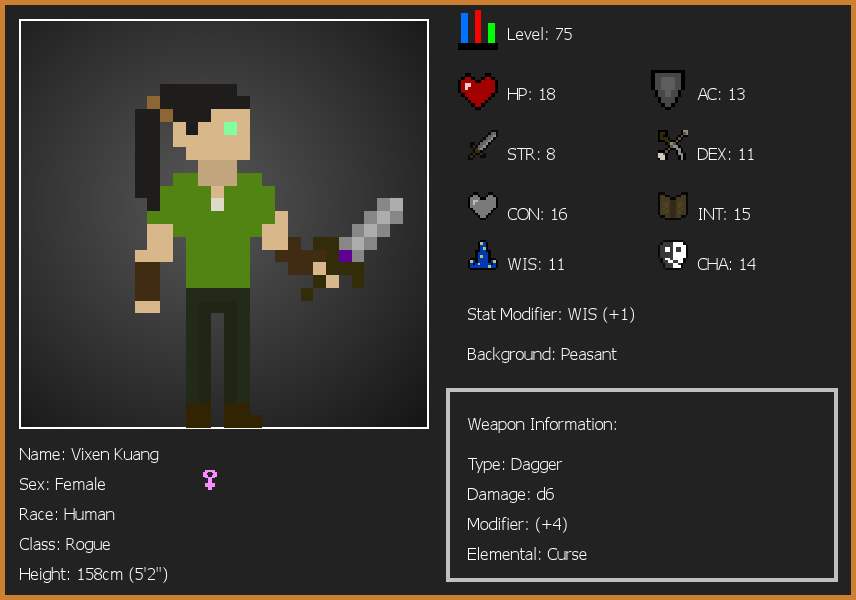 Level: 75
HP: 18
AC: 13
STR: 8
DEX: 11
CON: 16
INT: 15
WIS: 11
CHA: 14
Stat Modifier: WIS (+1)
Background: Peasant
Weapon Information:
Type: Dagger
Damage: d6
Modifier: (+4)
Elemental: Curse
Name: Vixen Kuang
Sex: Female
Race: Human
Class: Rogue
Height: 158cm (5'2")